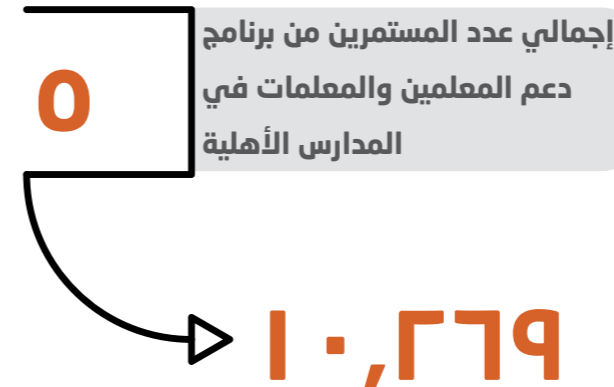 إجمالي عدد المستمرين من برنامج
دعم المعلمين والمعلمات في
المدارس الأهلية
٥
١٠,٢٦٩